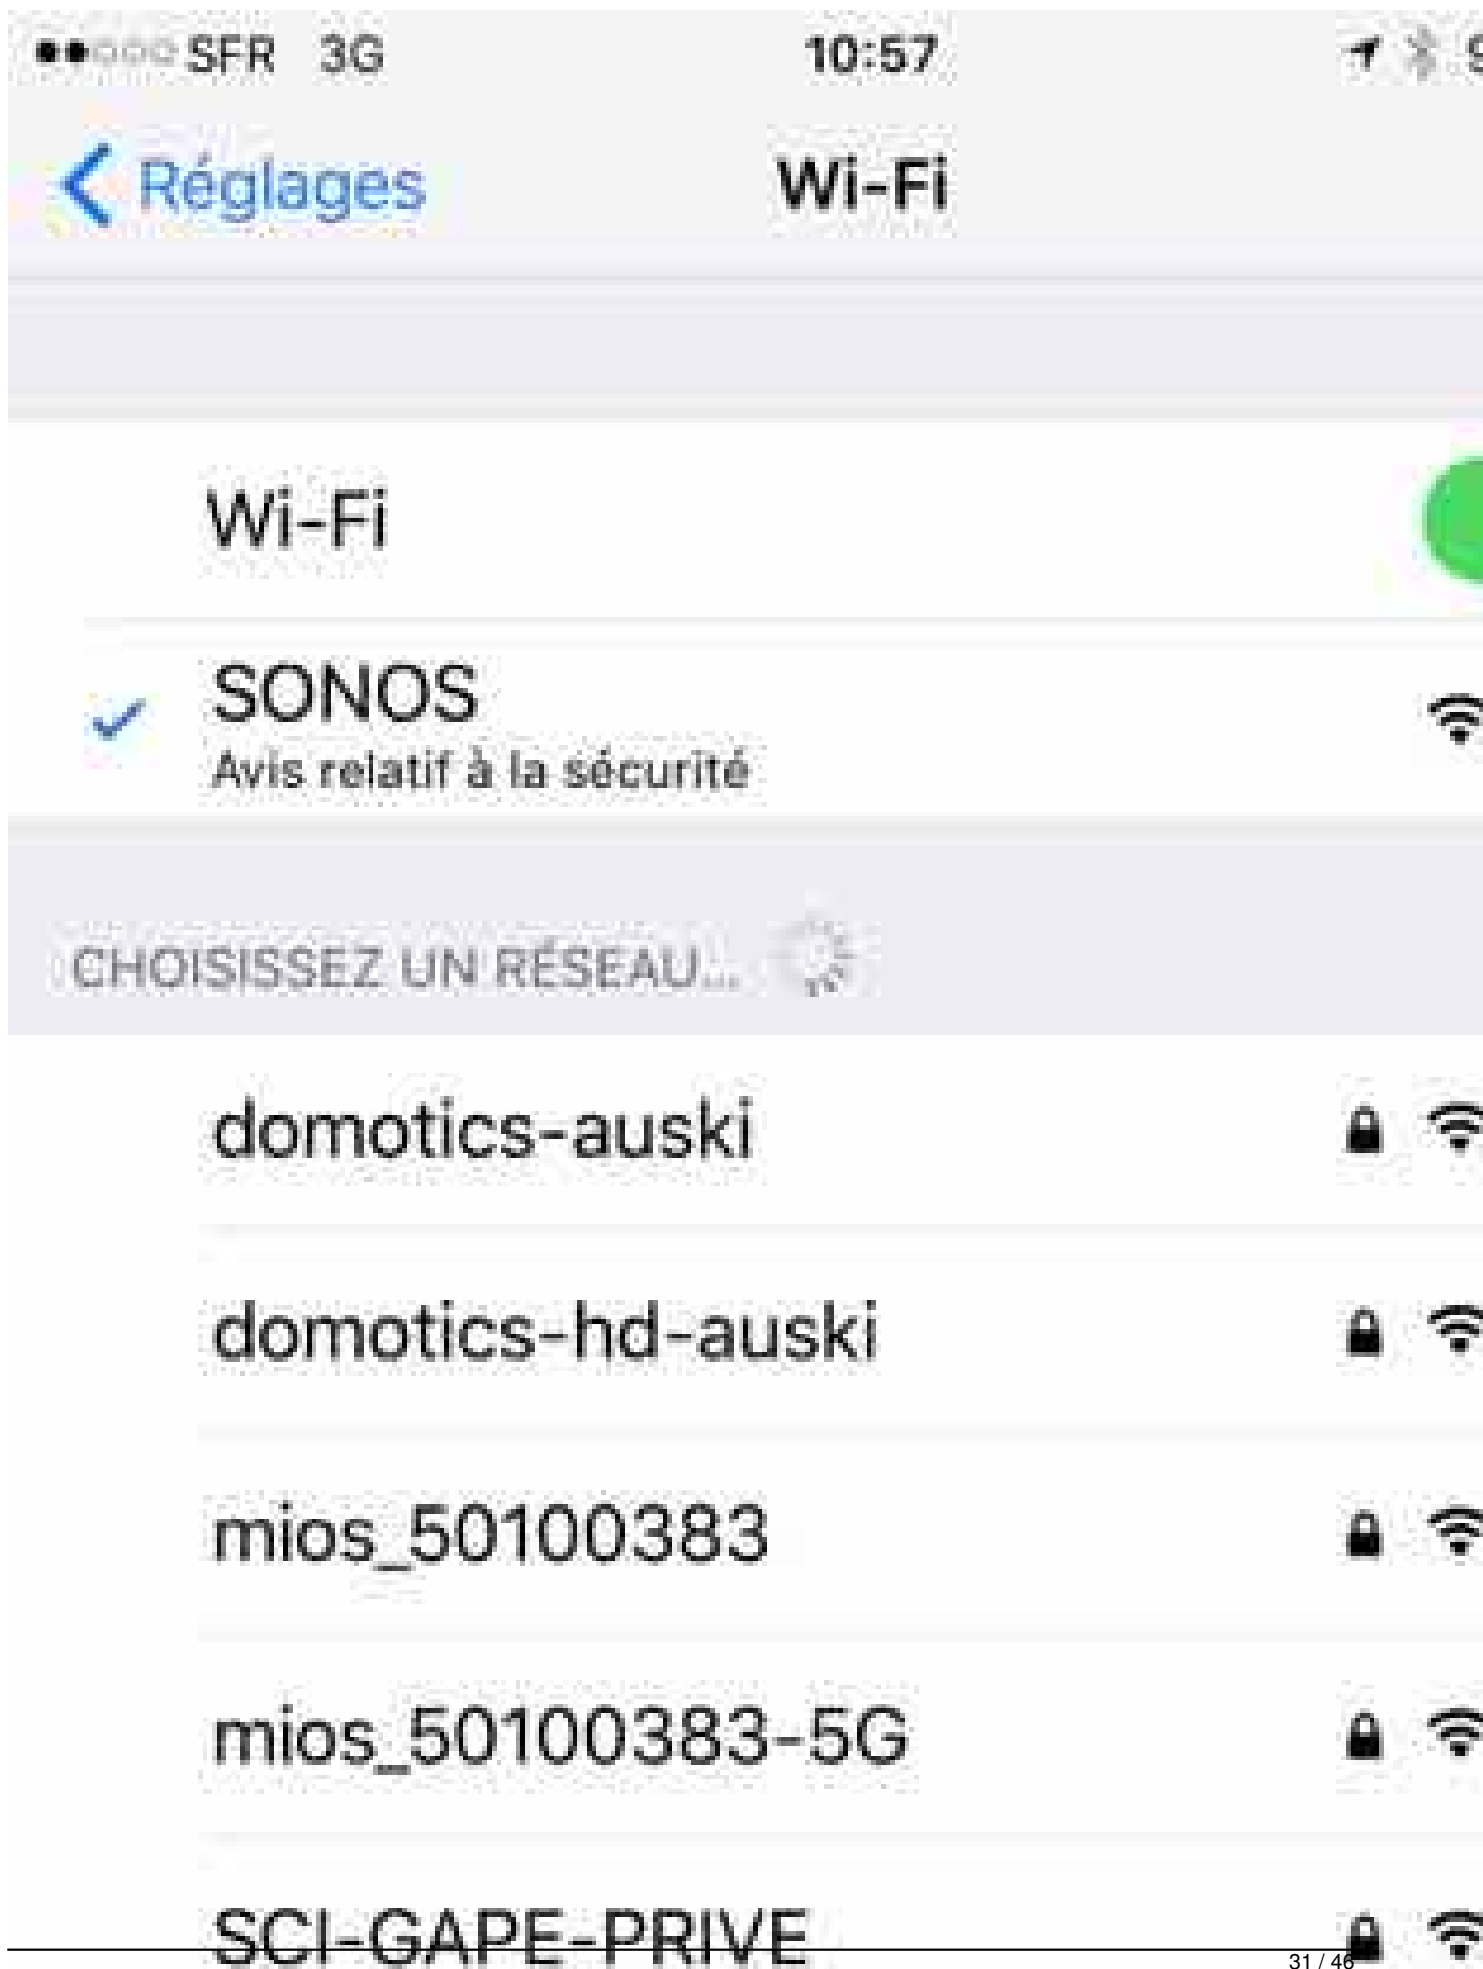 SFR 3G 10:57 9
Réglages Wi-Fi
Wi-Fi
SONOS
Avis relatif à la sécurité
CHOISISSEZ UN RÉSEAU...
domotics-auski
domotics-hd-auski
mios_50100383
mios_50100383-5G
SCI-GAPE-PRIVE
31 / 46